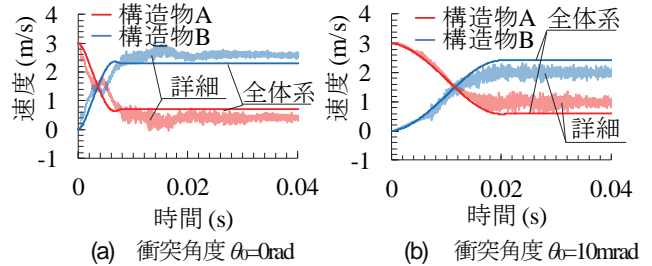 構造物A
構造物B
速度 (m/s)
4
3
2
1
0
-1
詳細
全体系
0
0.02
0.04
時間 (s)
(a) 衝突角度 θ0=0rad
構造物A
構造物B
全体系
速度 (m/s)
4
3
2
1
0
-1
詳細
0
0.02
0.04
時間 (s)
(b) 衝突角度 θ0=10mrad